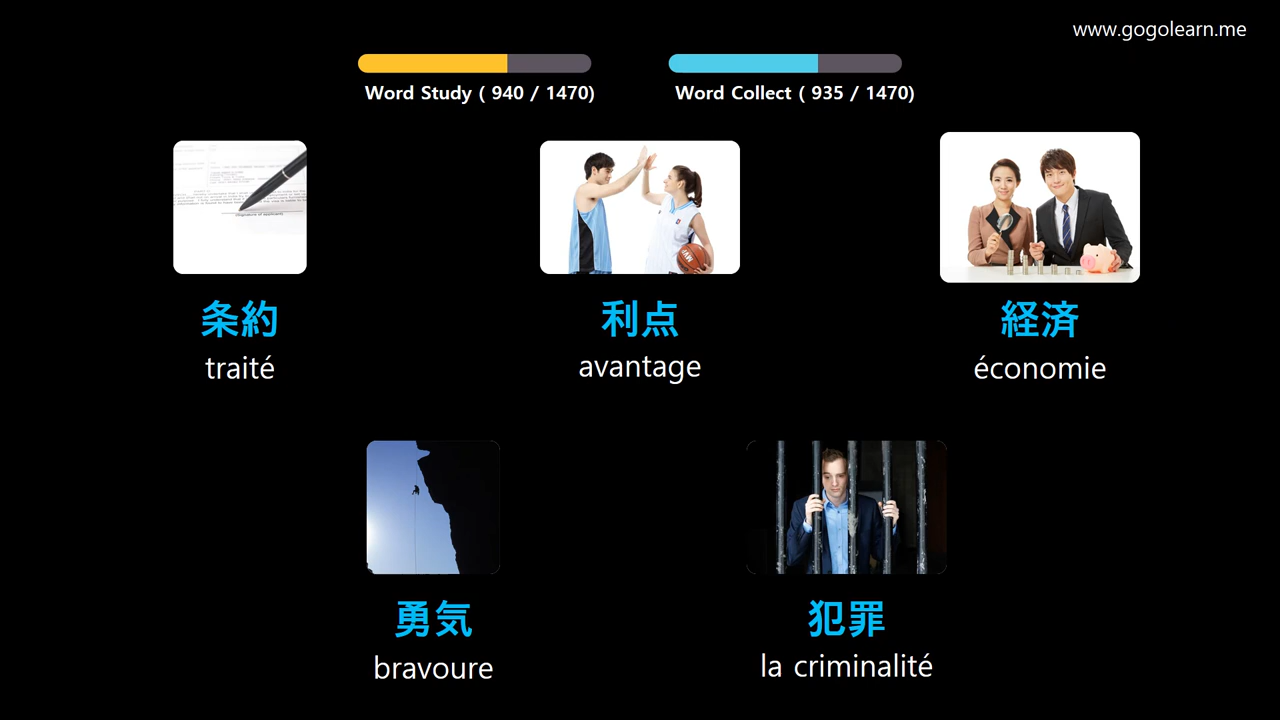 www.gogolearn.me
Word Study ( 940 / 1470)
Word Collect ( 935 / 1470)
条約
traité
利点
avantage
経済
économie
勇気
bravoure
犯罪
la criminalité